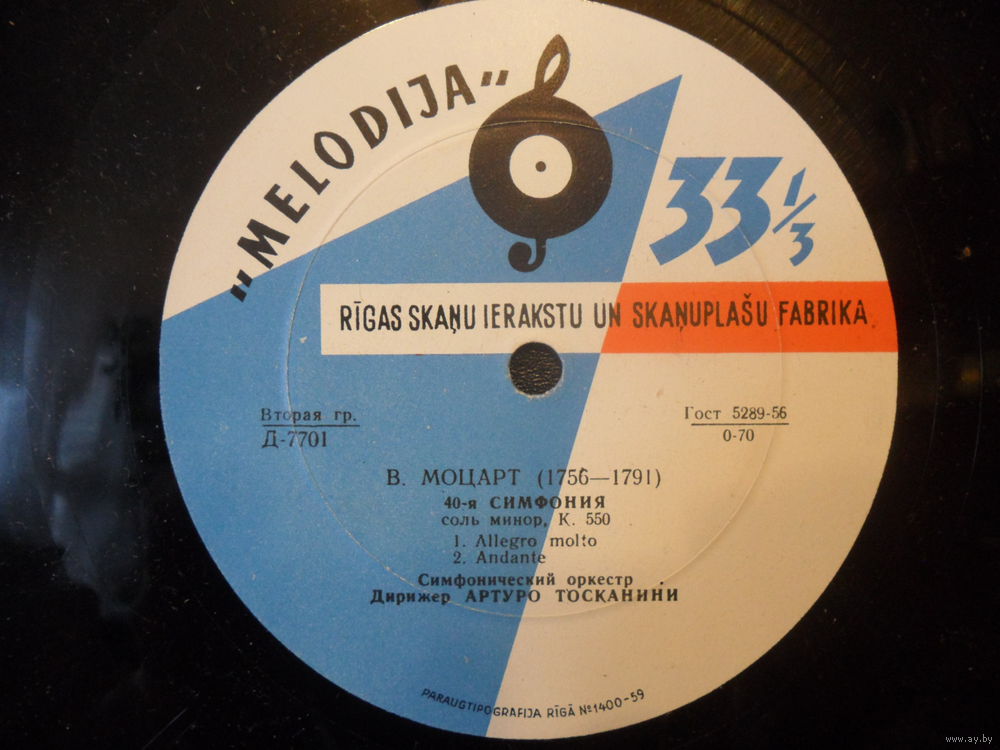 „MELODIJA”
33 1/3
RĪGAS SKAŅU IERAKSTU UN SKAŅUPLAŠU FABRIKA
Вторая гр.
Д-7701
Гост 5289-56
0-70
В. МОЦАРТ (1756—1791)
40-я СИМФОНИЯ
соль минор, К. 550
1. Allegro molto
2. Andante
Симфонический оркестр
Дирижер АРТУРО ТОСКАНИНИ
PARAUGTIPOGRAFIJA RĪGĀ №1400-59
www.ay.by